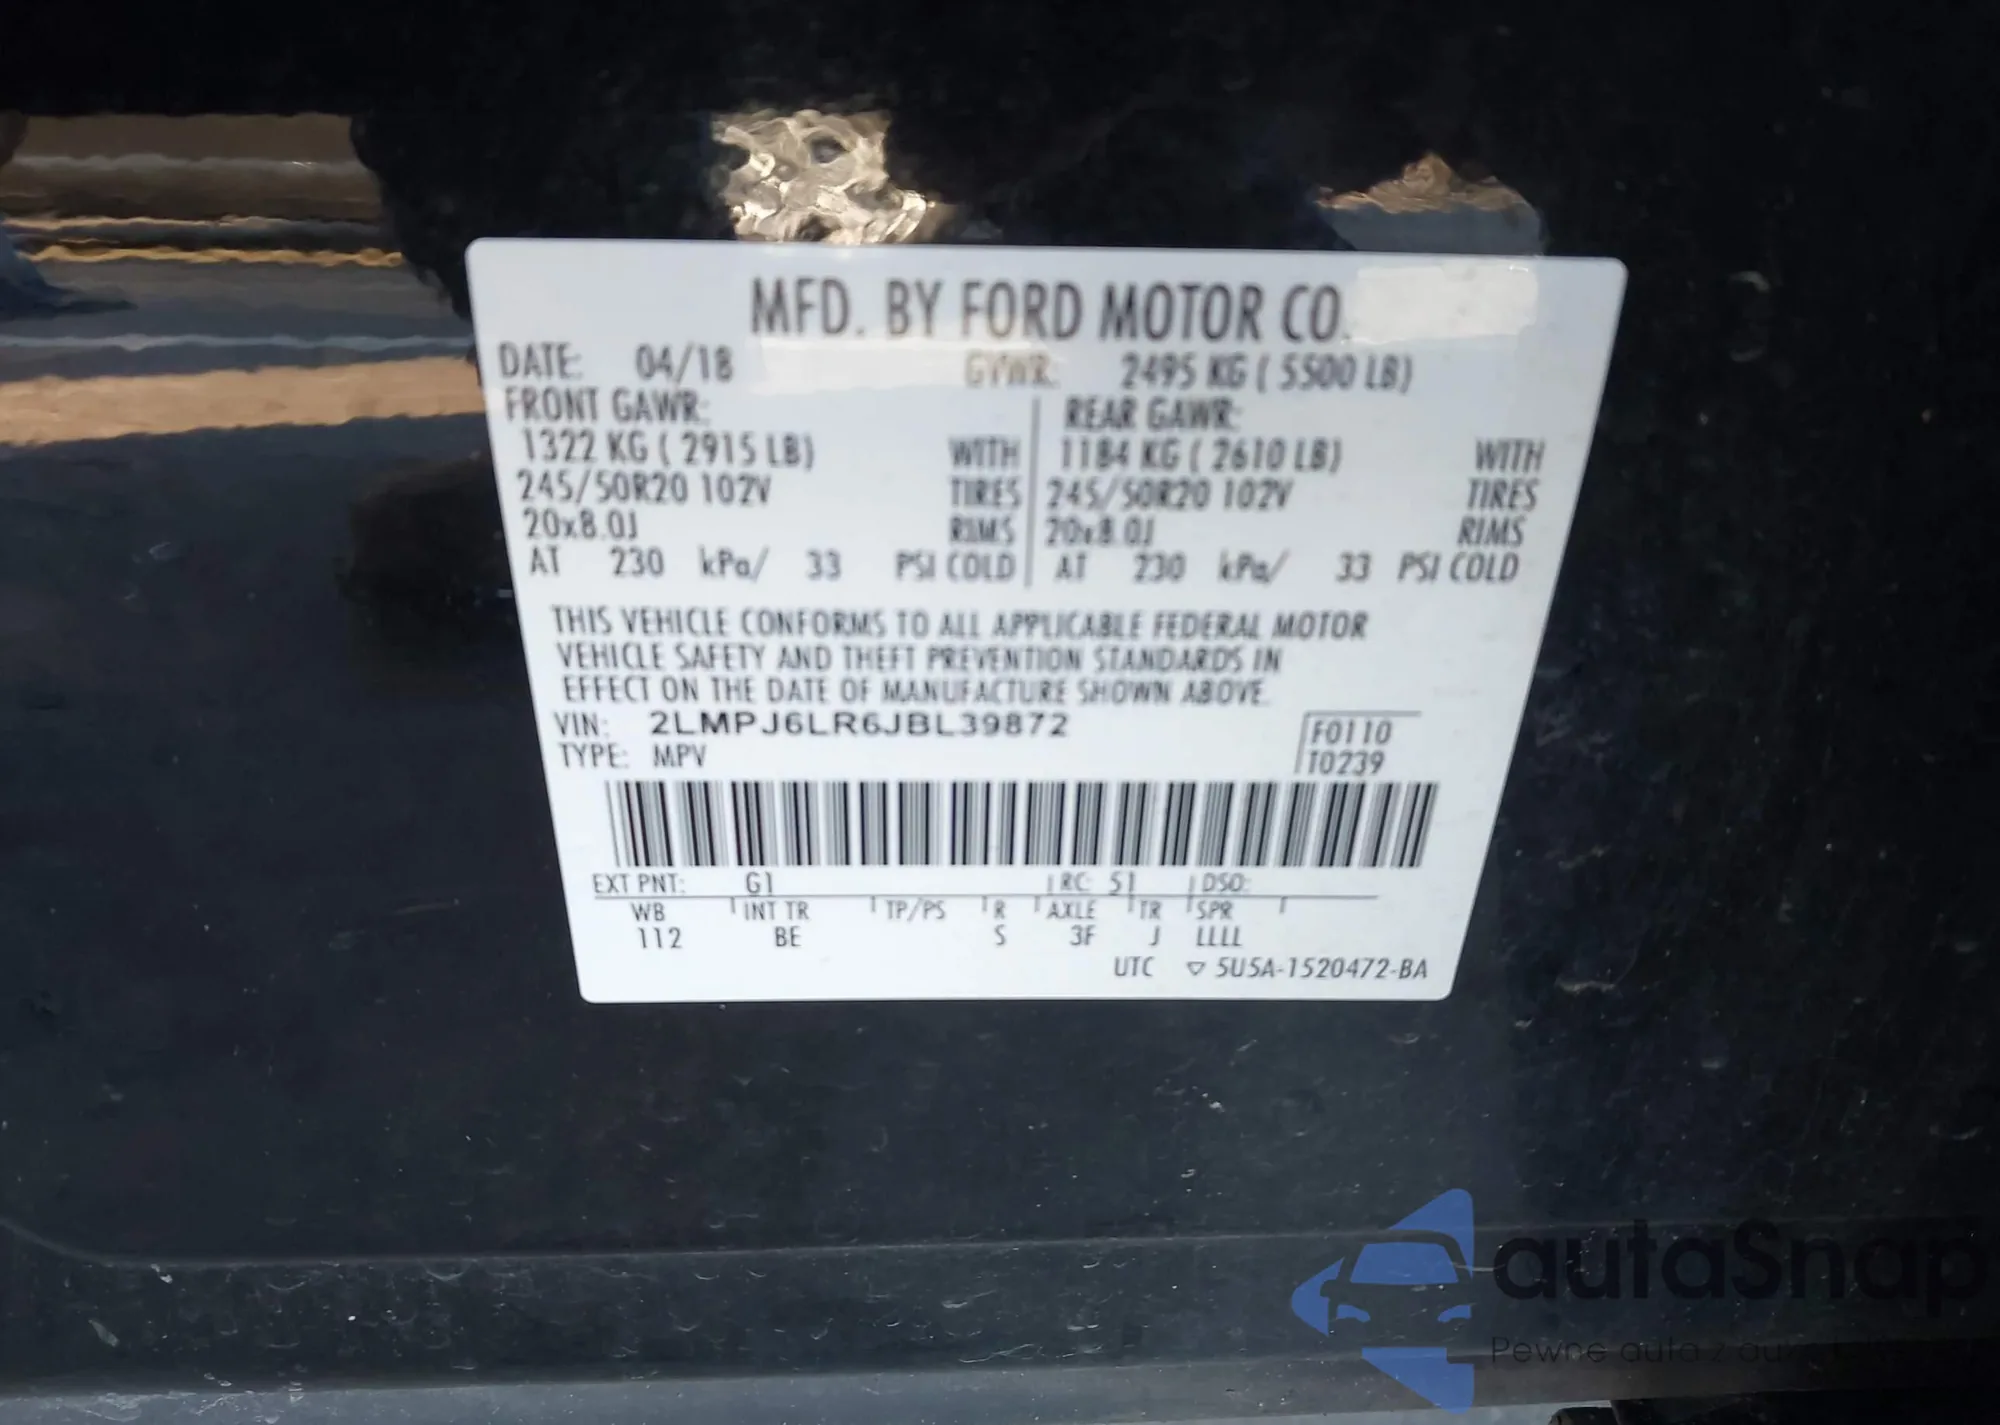 MFD. BY FORD MOTOR CO.
DATE: 04/18 GVWR: 2495 KG ( 5500 LB)
FRONT GAWR: REAR GAWR:
1322 KG ( 2915 LB) WITH 1184 KG ( 2610 LB) WITH
245/50R20 102V TIRES 245/50R20 102V TIRES
20x8.0J RIMS 20x8.0J RIMS
AT 230 kPa/ 33 PSI COLD AT 230 kPa/ 33 PSI COLD
THIS VEHICLE CONFORMS TO ALL APPLICABLE FEDERAL MOTOR
VEHICLE SAFETY AND THEFT PREVENTION STANDARDS IN
EFFECT ON THE DATE OF MANUFACTURE SHOWN ABOVE.
VIN: 2LMPJ6LR6JBL39872 F0110
TYPE: MPV T0239
EXT PNT: G1 RC: 51 DSO:
WB INT TR TP/PS R AXLE TR SPR
112 BE S 3F J LLLL
UTC ▽ 5U5A-1520472-BA
autaSnap
Pewne auta z